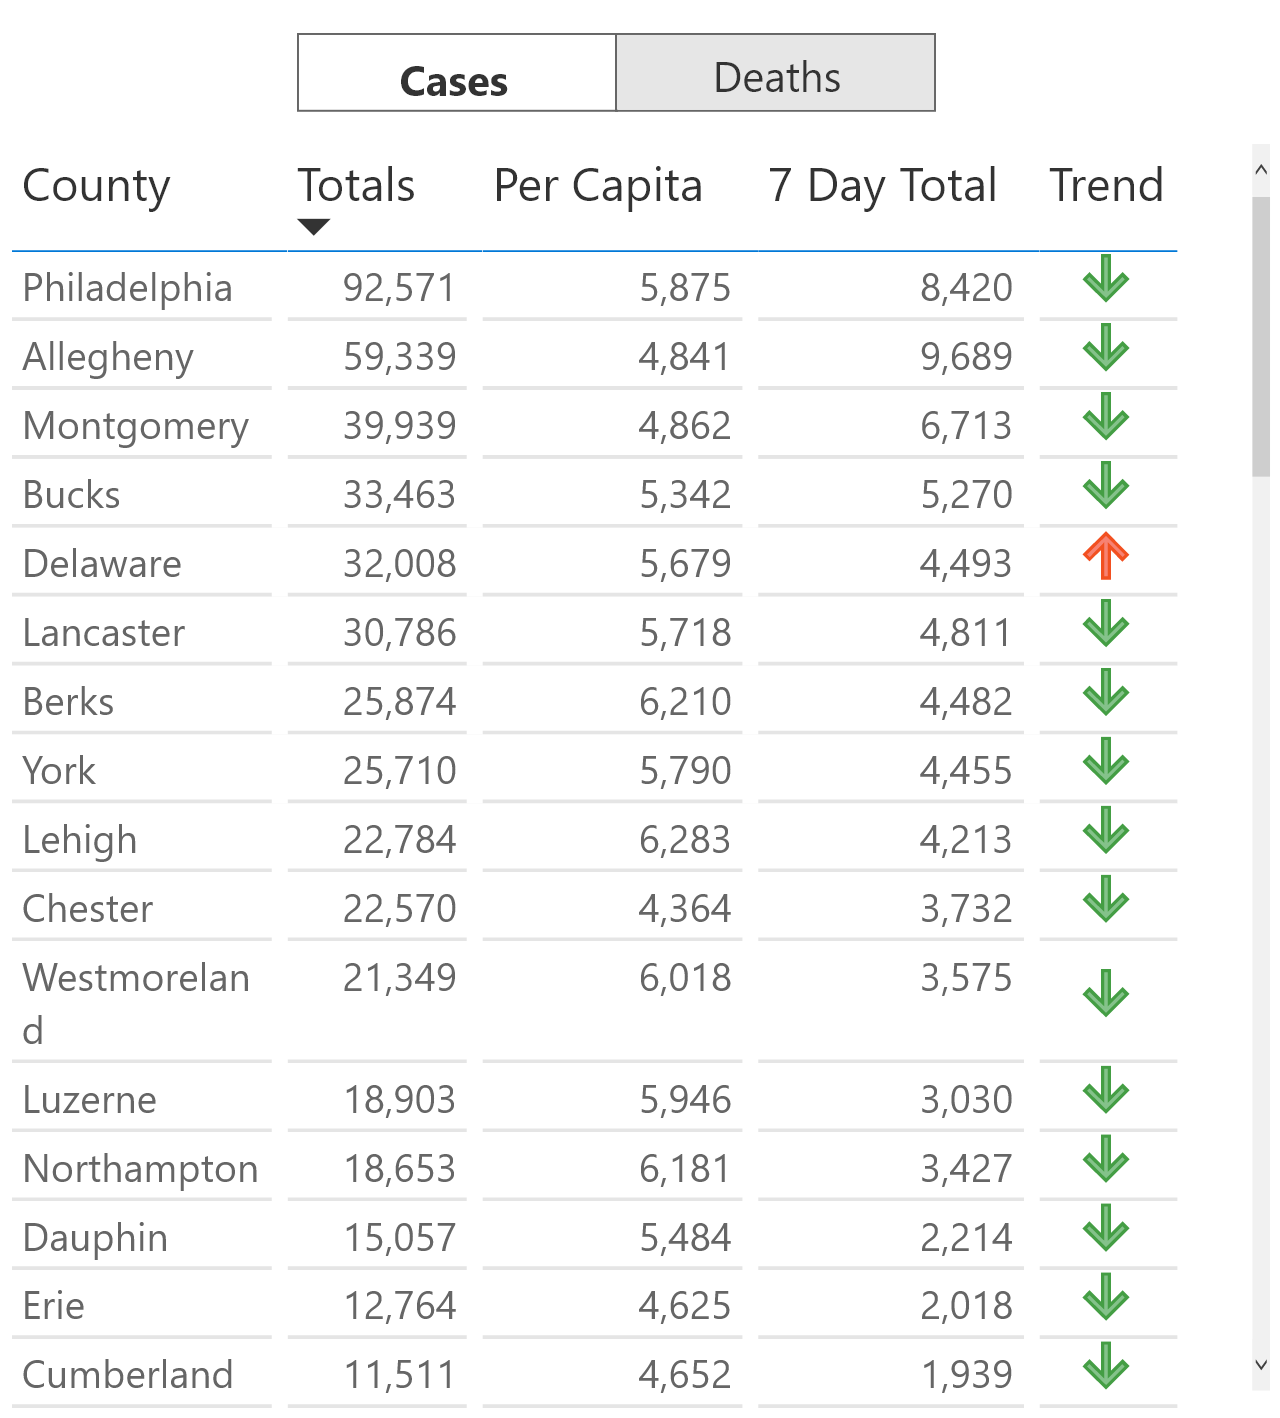 Cases Deaths
County Totals Per Capita 7 Day Total Trend
Philadelphia 92,571 5,875 8,420
Allegheny 59,339 4,841 9,689
Montgomery 39,939 4,862 6,713
Bucks 33,463 5,342 5,270
Delaware 32,008 5,679 4,493
Lancaster 30,786 5,718 4,811
Berks 25,874 6,210 4,482
York 25,710 5,790 4,455
Lehigh 22,784 6,283 4,213
Chester 22,570 4,364 3,732
Westmorelan 21,349 6,018 3,575
d
Luzerne 18,903 5,946 3,030
Northampton 18,653 6,181 3,427
Dauphin 15,057 5,484 2,214
Erie 12,764 4,625 2,018
Cumberland 11,511 4,652 1,939